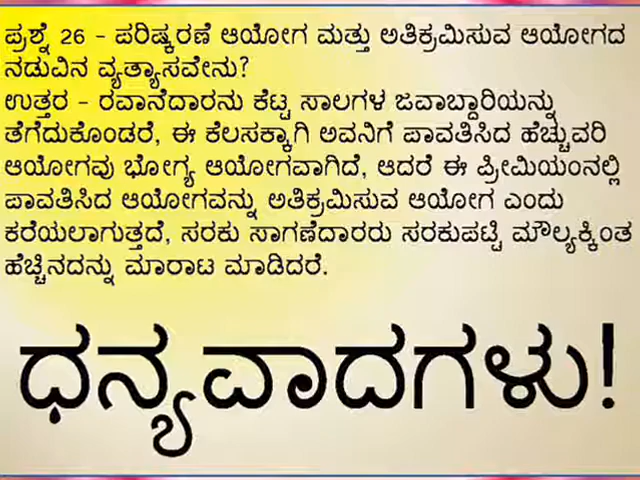 ಪ್ರಶ್ನೆ 26 - ಪರಿಷ್ಕರಣೆ ಆಯೋಗ ಮತ್ತು ಅತಿಕ್ರಮಿಸುವ ಆಯೋಗದ
ನಡುವಿನ ವ್ಯತ್ಯಾಸವೇನು?
ಉತ್ತರ - ರವಾನೆದಾರನು ಕೆಟ್ಟ ಸಾಲಗಳ ಜವಾಬ್ದಾರಿಯನ್ನು
ತೆಗೆದುಕೊಂಡರೆ, ಈ ಕೆಲಸಕ್ಕಾಗಿ ಅವನಿಗೆ ಪಾವತಿಸಿದ ಹೆಚ್ಚುವರಿ
ಆಯೋಗವು ಭೋಗ್ಯ ಆಯೋಗವಾಗಿದೆ, ಆದರೆ ಈ ಪ್ರೀಮಿಯಂನಲ್ಲಿ
ಪಾವತಿಸಿದ ಆಯೋಗವನ್ನು ಅತಿಕ್ರಮಿಸುವ ಆಯೋಗ ಎಂದು
ಕರೆಯಲಾಗುತ್ತದೆ, ಸರಕು ಸಾಗಣೆದಾರರು ಸರಕುಪಟ್ಟಿ ಮೌಲ್ಯಕ್ಕಿಂತ
ಹೆಚ್ಚಿನದನ್ನು ಮಾರಾಟ ಮಾಡಿದರೆ.
ಧನ್ಯವಾದಗಳು!